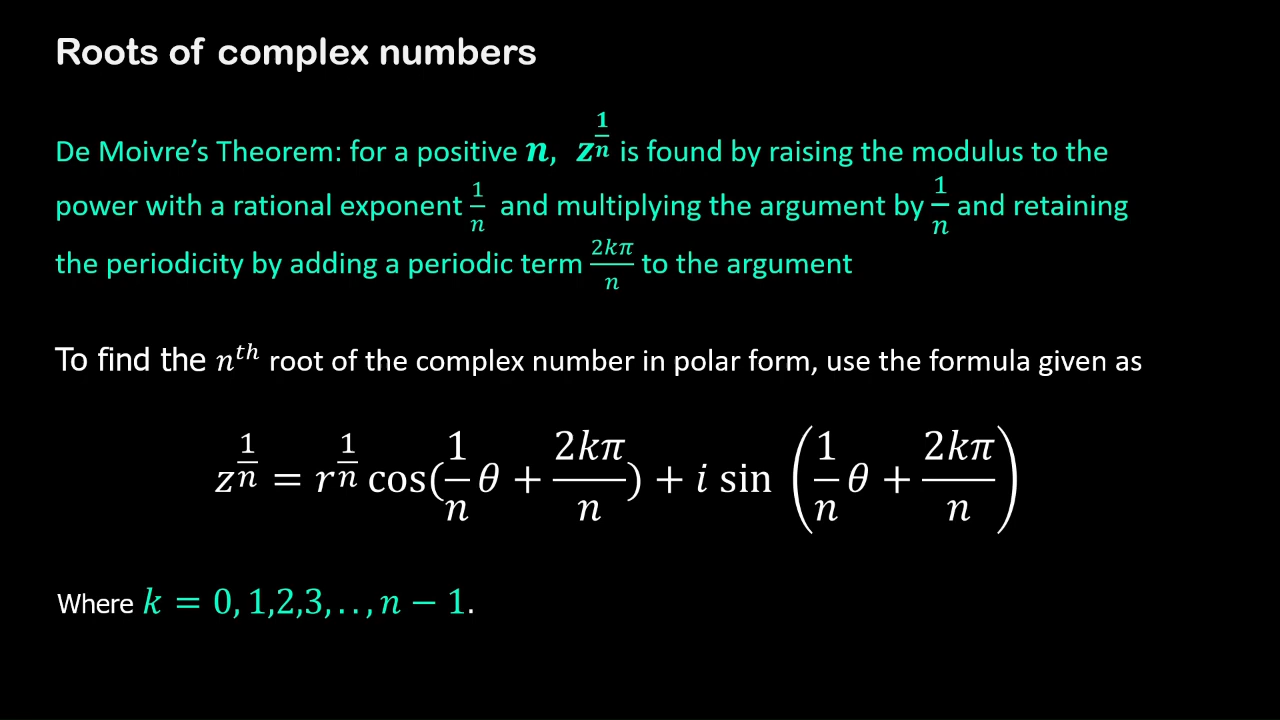 Roots of complex numbers
De Moivre's Theorem: for a positive n, z^(1/n) is found by raising the modulus to the
power with a rational exponent 1/n and multiplying the argument by 1/n and retaining
the periodicity by adding a periodic term 2kπ/n to the argument
To find the n^th root of the complex number in polar form, use the formula given as
z^(1/n) = r^(1/n) cos(1/n θ + 2kπ/n) + i sin (1/n θ + 2kπ/n)
Where k = 0, 1,2,3, . . , n − 1.